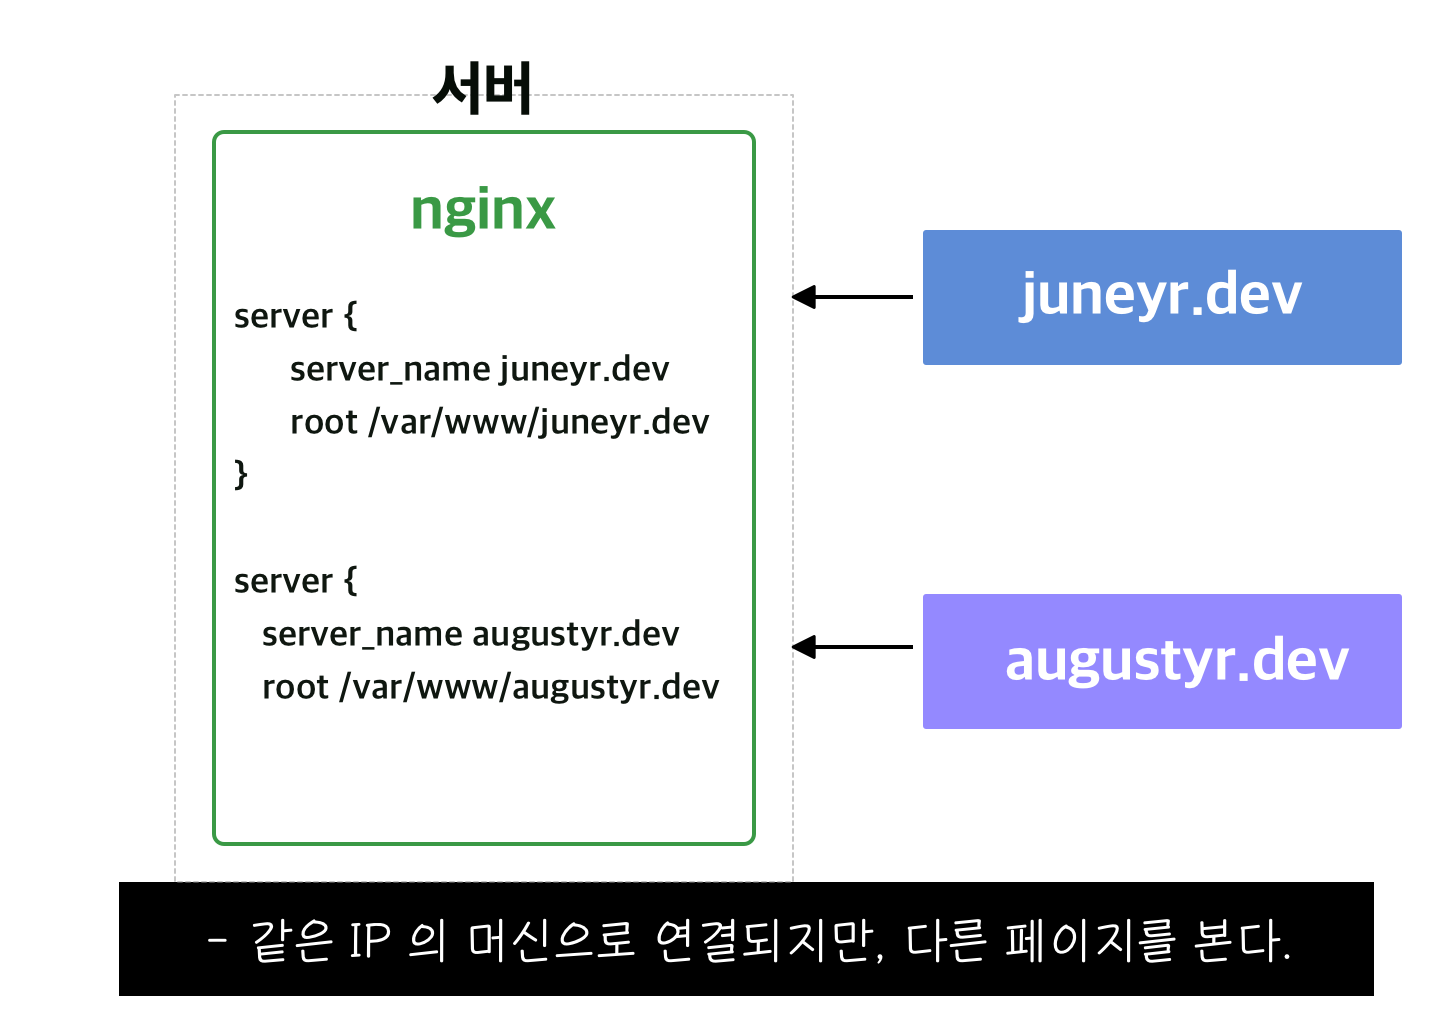 서버
nginx
server {
server_name juneyr.dev
root /var/www/juneyr.dev
}
server {
server_name augustyr.dev
root /var/www/augustyr.dev
juneyr.dev
augustyr.dev
- 같은 IP 의 머신으로 연결되지만, 다른 페이지를 본다.